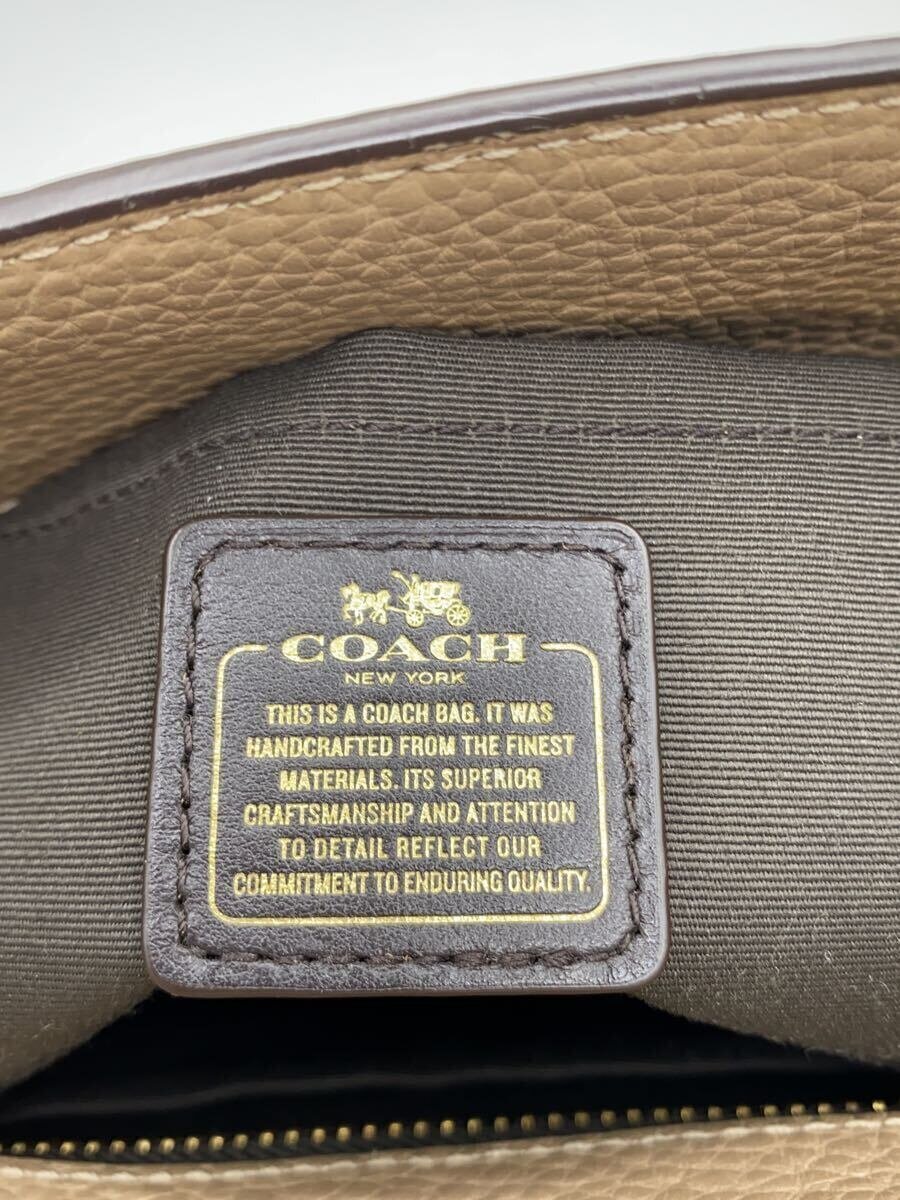 COACH
NEW YORK
THIS IS A COACH BAG. IT WAS
HANDCRAFTED FROM THE FINEST
MATERIALS. ITS SUPERIOR
CRAFTSMANSHIP AND ATTENTION
TO DETAIL REFLECT OUR
COMMITMENT TO ENDURING QUALITY.